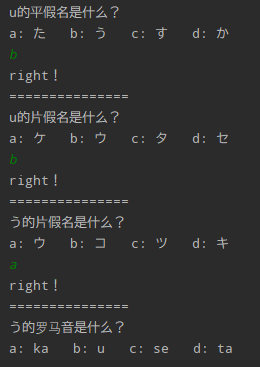 u的平假名是什么？
a: た   b: う   c: す   d: か
b
right！
===============
u的片假名是什么？
a: ケ   b: ウ   c: タ   d: セ
b
right！
===============
う的片假名是什么？
a: ウ   b: コ   c: ツ   d: キ
a
right！
===============
う的罗马音是什么？
a: ka   b: u   c: se   d: ta